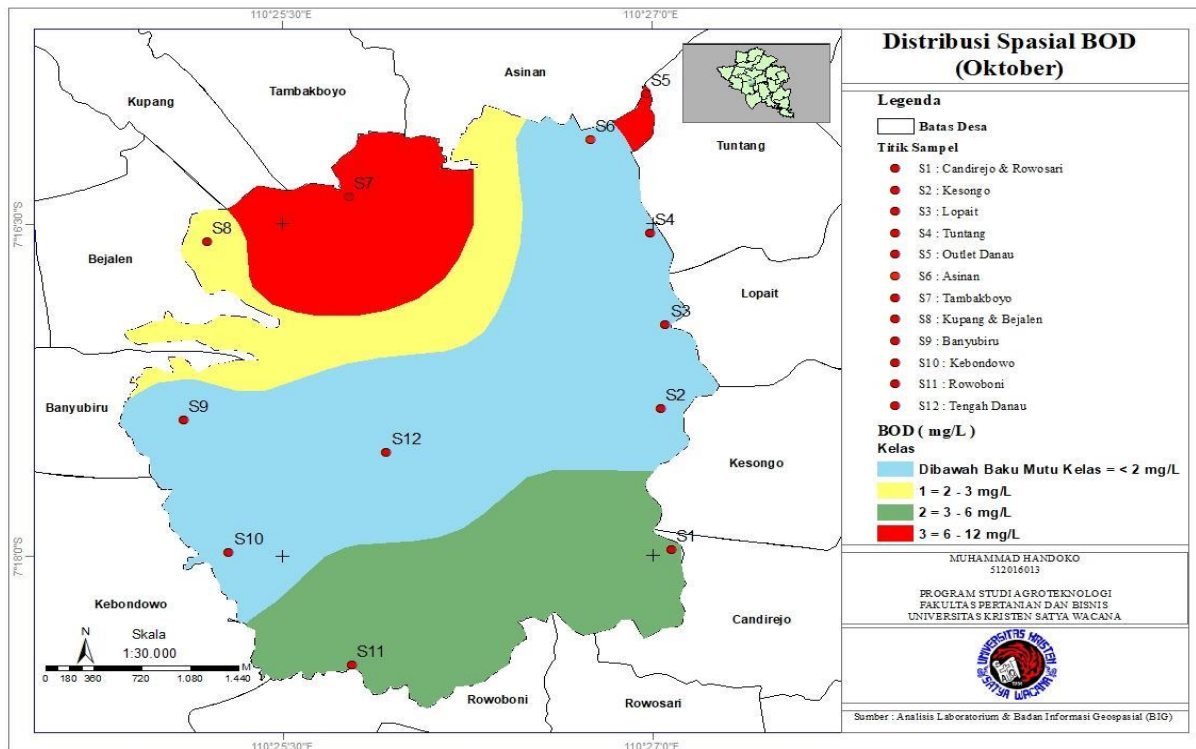 110°25'30"E
110°27'0"E
Distribusi Spasial BOD
(Oktober)
Legenda
Batas Desa
Titik Sampel
S1 : Candirejo & Rowosari
S2 : Kesongo
S3 : Lopait
S4 : Tuntang
S5 : Outlet Danau
S6 : Asinan
S7 : Tambakboyo
S8 : Kupang & Bejalen
S9 : Banyubiru
S10 : Kebondowo
S11 : Rowoboni
S12 : Tengah Danau
BOD ( mg/L )
Kelas
Dibawah Baku Mutu Kelas = < 2 mg/L
1 = 2 - 3 mg/L
2 = 3 - 6 mg/L
3 = 6 - 12 mg/L
MUHAMMAD HANDOKO
512016013
PROGRAM STUDI AGROTEKNOLOGI
FAKULTAS PERTANIAN DAN BISNIS
UNIVERSITAS KRISTEN SATYA WACANA
UNIVERSITAS KRISTEN
SATYA WACANA
Sumber : Analisis Laboratorium & Badan Informasi Geospasial (BIG)
Asinan
Tambakboyo
Kupang
S5
S6
Tuntang
S7
S8
S4
7°16'30"S
Bejalen
Lopait
S3
Banyubiru
S9
S2
S12
Kesongo
S10
S1
7°18'0"S
Kebondowo
Candirejo
N
Skala
1:30.000
M
0 180 360 720 1.080 1.440
S11
Rowoboni
Rowosari
110°25'30"E
110°27'0"E